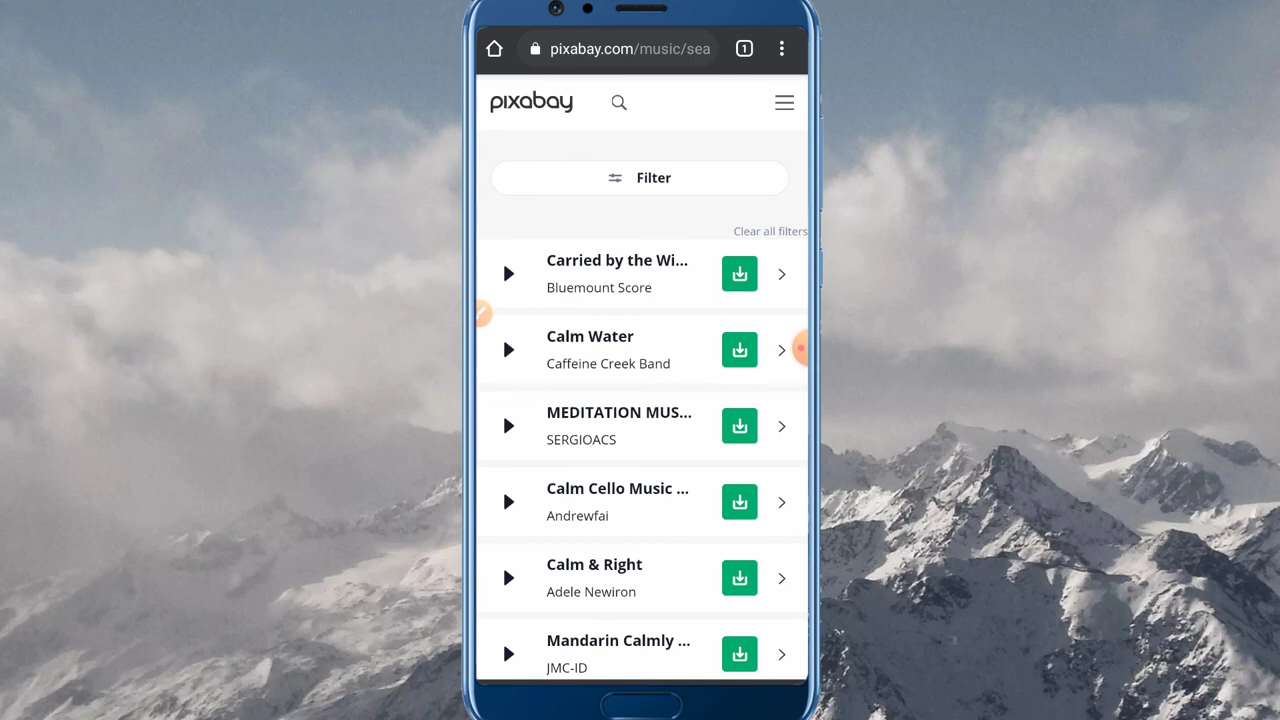 pixabay.com/music/sea
1
pixabay
Filter
Clear all filters
Carried by the Wi...
Bluemount Score
Calm Water
Caffeine Creek Band
MEDITATION MUS...
SERGIOACS
Calm Cello Music ...
Andrewfai
Calm & Right
Adele Newiron
Mandarin Calmly ...
JMC-ID